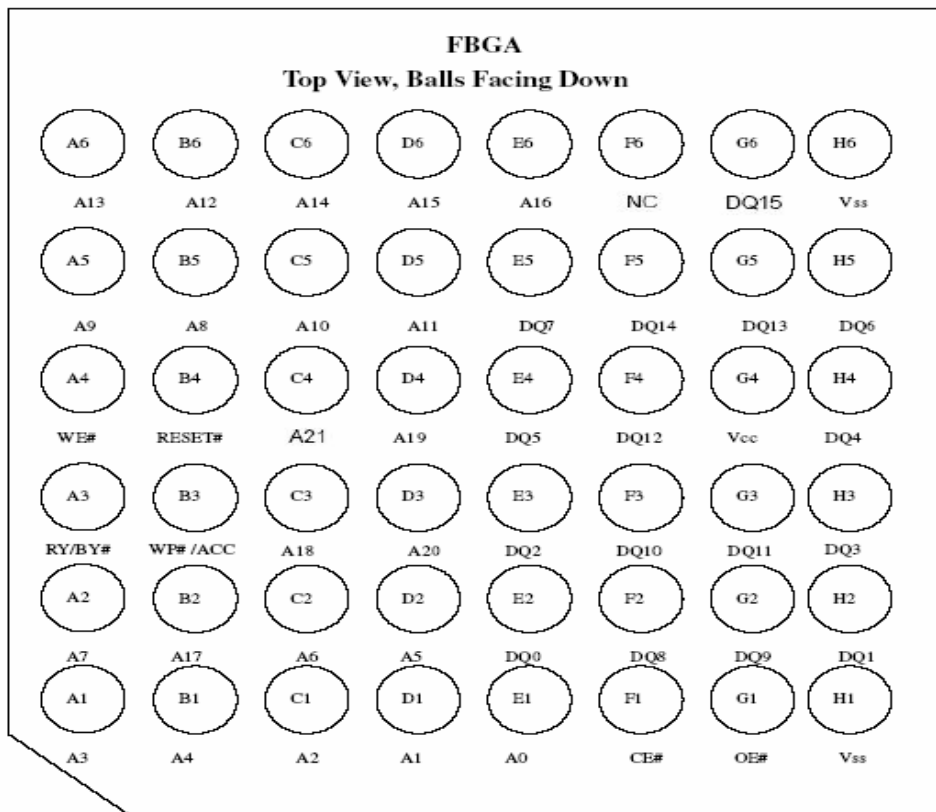 FBGA
Top View, Balls Facing Down
A6 B6 C6 D6 E6 F6 G6 H6
A13 A12 A14 A15 A16 NC DQ15 Vss
A5 B5 C5 D5 E5 F5 G5 H5
A9 A8 A10 A11 DQ7 DQ14 DQ13 DQ6
A4 B4 C4 D4 E4 F4 G4 H4
WE# RESET# A21 A19 DQ5 DQ12 Vcc DQ4
A3 B3 C3 D3 E3 F3 G3 H3
RY/BY# WP# /ACC A18 A20 DQ2 DQ10 DQ11 DQ3
A2 B2 C2 D2 E2 F2 G2 H2
A7 A17 A6 A5 DQ0 DQ8 DQ9 DQ1
A1 B1 C1 D1 E1 F1 G1 H1
A3 A4 A2 A1 A0 CE# OE# Vss